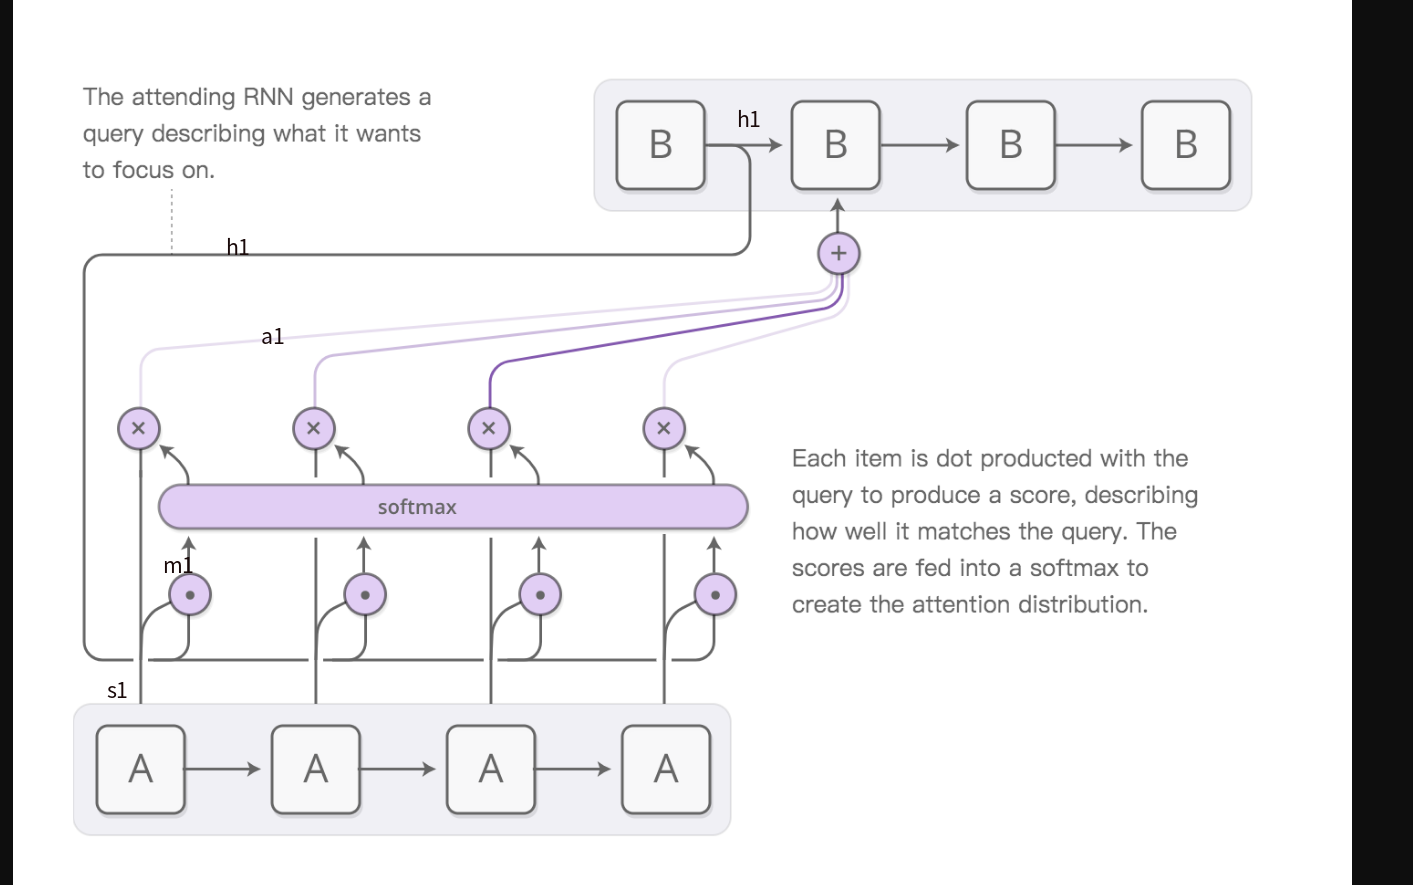 The attending RNN generates a
query describing what it wants
to focus on.
h1
B
B
B
B
h1
+
a1
×
×
×
×
softmax
m1
Each item is dot producted with the
query to produce a score, describing
how well it matches the query. The
scores are fed into a softmax to
create the attention distribution.
s1
A
A
A
A